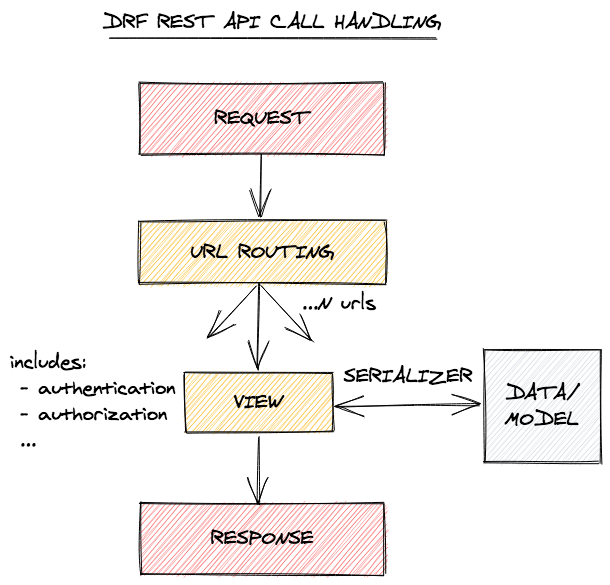 DRF REST API CALL HANDLING
REQUEST
URL ROUTING
...N urls
includes:
- authentication
- authorization
...
VIEW
SERIALIZER
DATA/
MODEL
RESPONSE